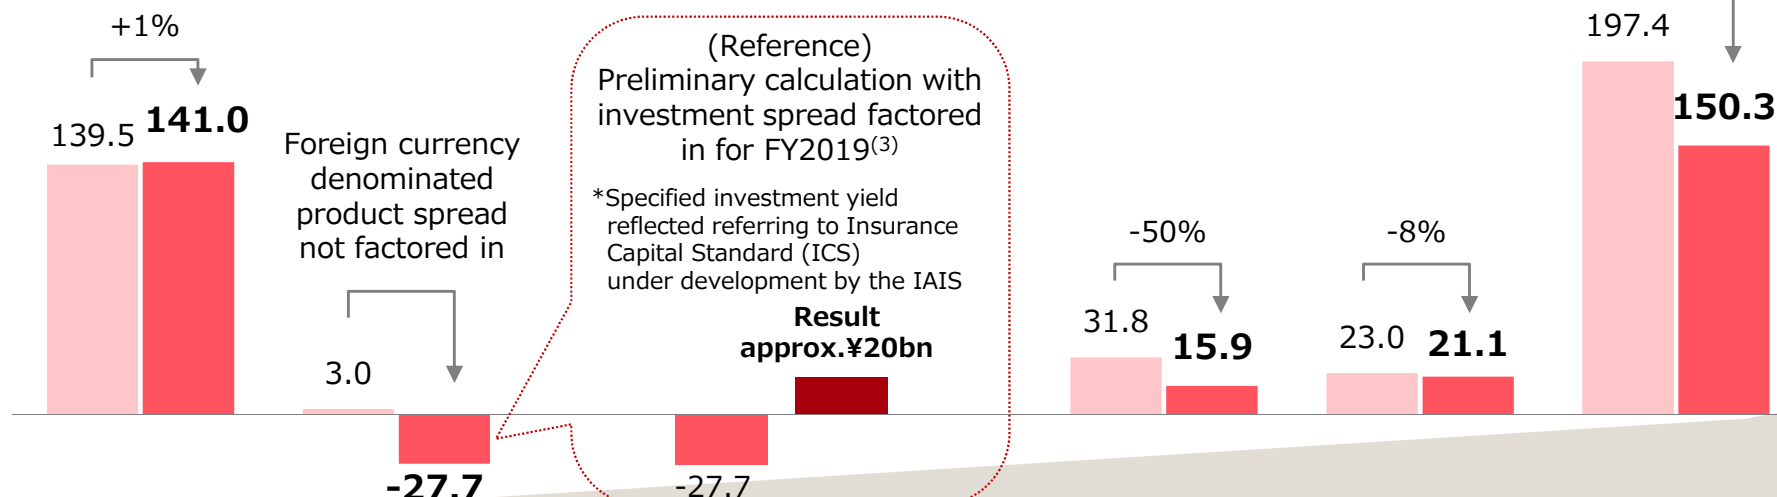 +1%
139.5
141.0
Foreign currency
denominated
product spread
not factored in
3.0
-27.7
(Reference)
Preliminary calculation with
investment spread factored
in for FY2019(3)
*Specified investment yield
reflected referring to Insurance
Capital Standard (ICS)
under development by the IAIS
Result
approx.¥20bn
-27.7
-50%
31.8
15.9
-8%
23.0
21.1
197.4
150.3